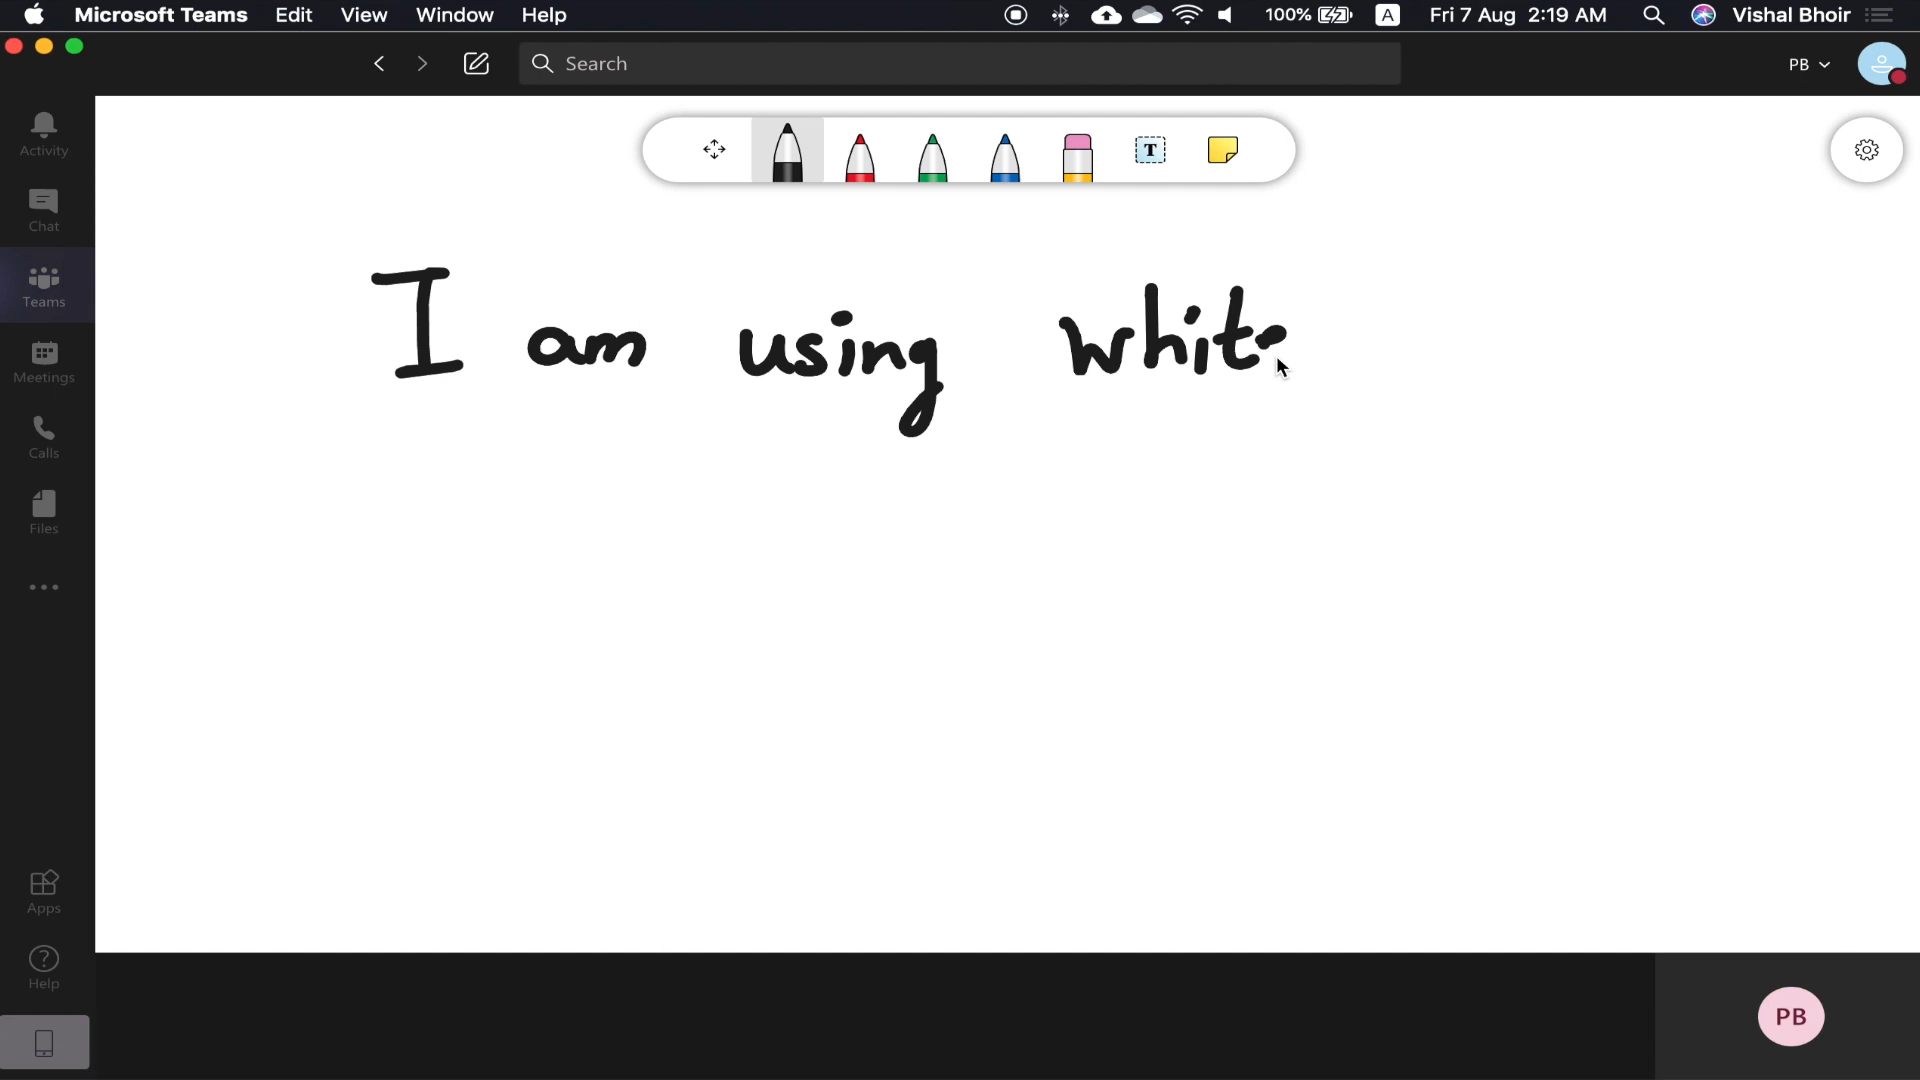 Microsoft Teams Edit View Window Help 100% A Fri 7 Aug 2:19 AM Vishal Bhoir
Search PB
T
Activity
Chat
Teams
Meetings
Calls
Files
Apps
Help
I am using white
PB